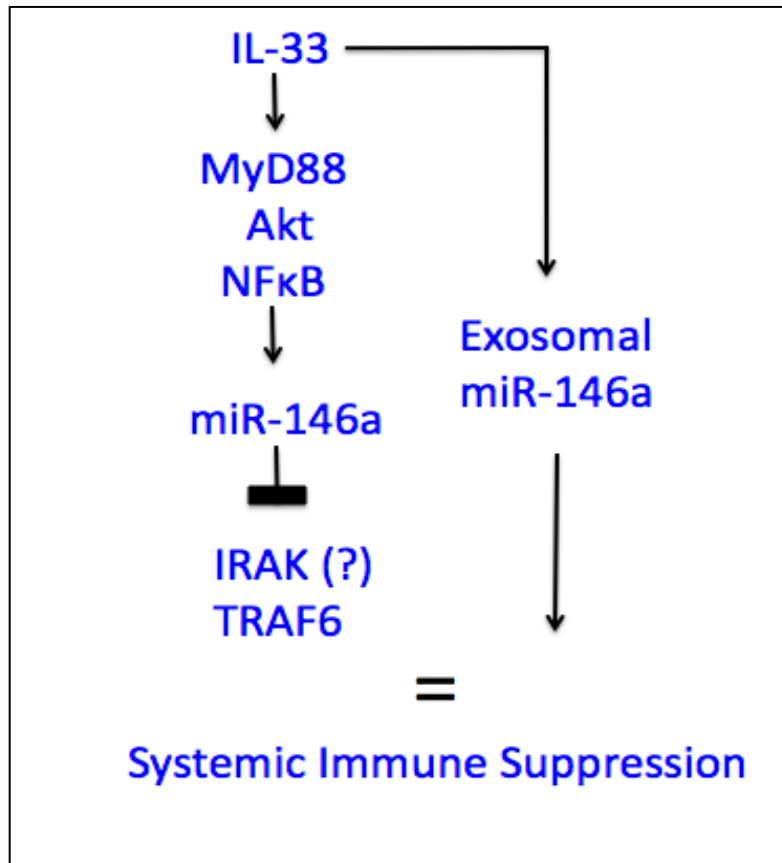 IL-33
MyD88
Akt
NFκB
miR-146a
IRAK (?)
TRAF6
Exosomal
miR-146a
=
Systemic Immune Suppression